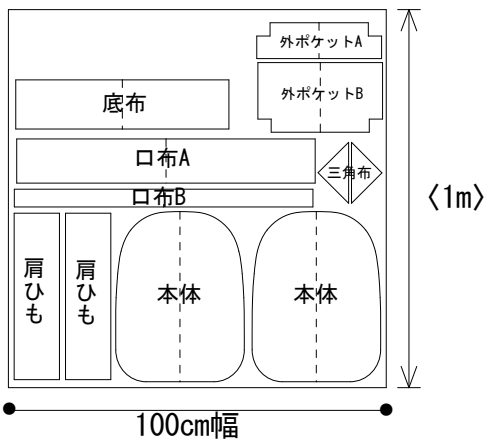 外ポケットA
底布
外ポケットB
口布A
三角布
口布B
〈1m〉
肩ひも
肩ひも
本体
本体
100cm幅